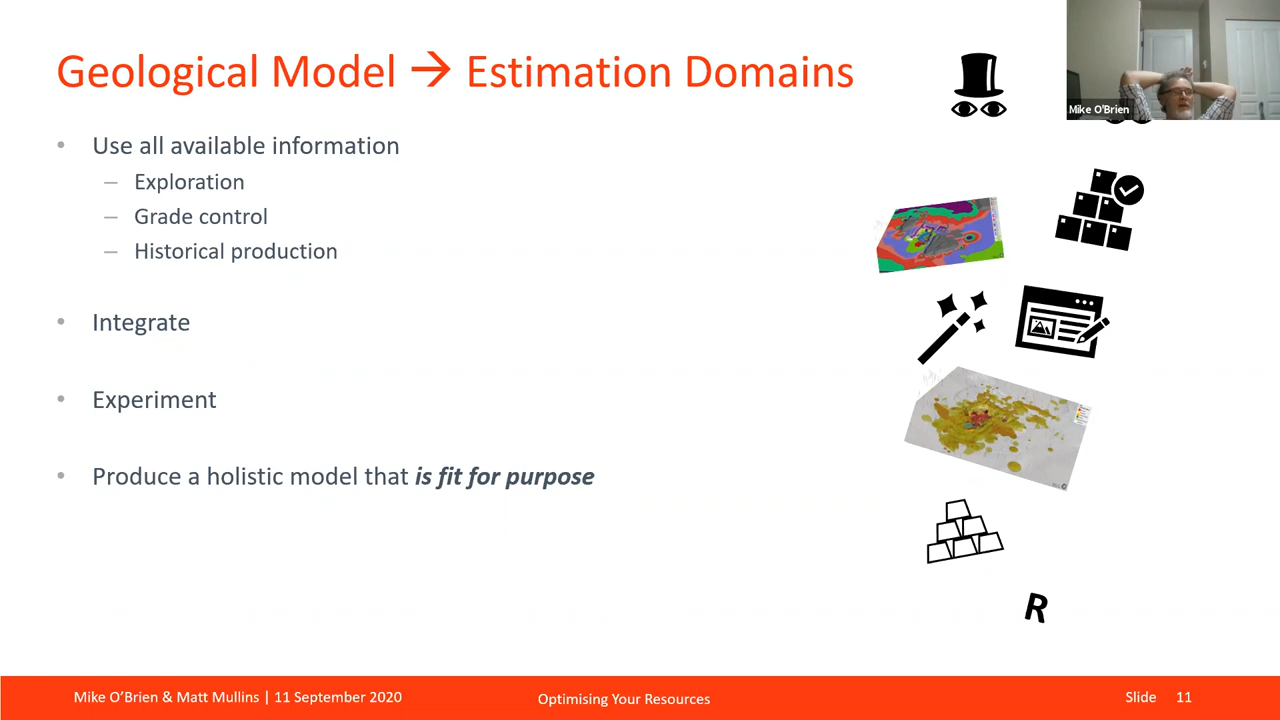 Geological Model → Estimation Domains
Mike O'Brien
• Use all available information
– Exploration
– Grade control
– Historical production
• Integrate
• Experiment
• Produce a holistic model that is fit for purpose
R
Mike O'Brien & Matt Mullins | 11 September 2020
Optimising Your Resources
Slide 11